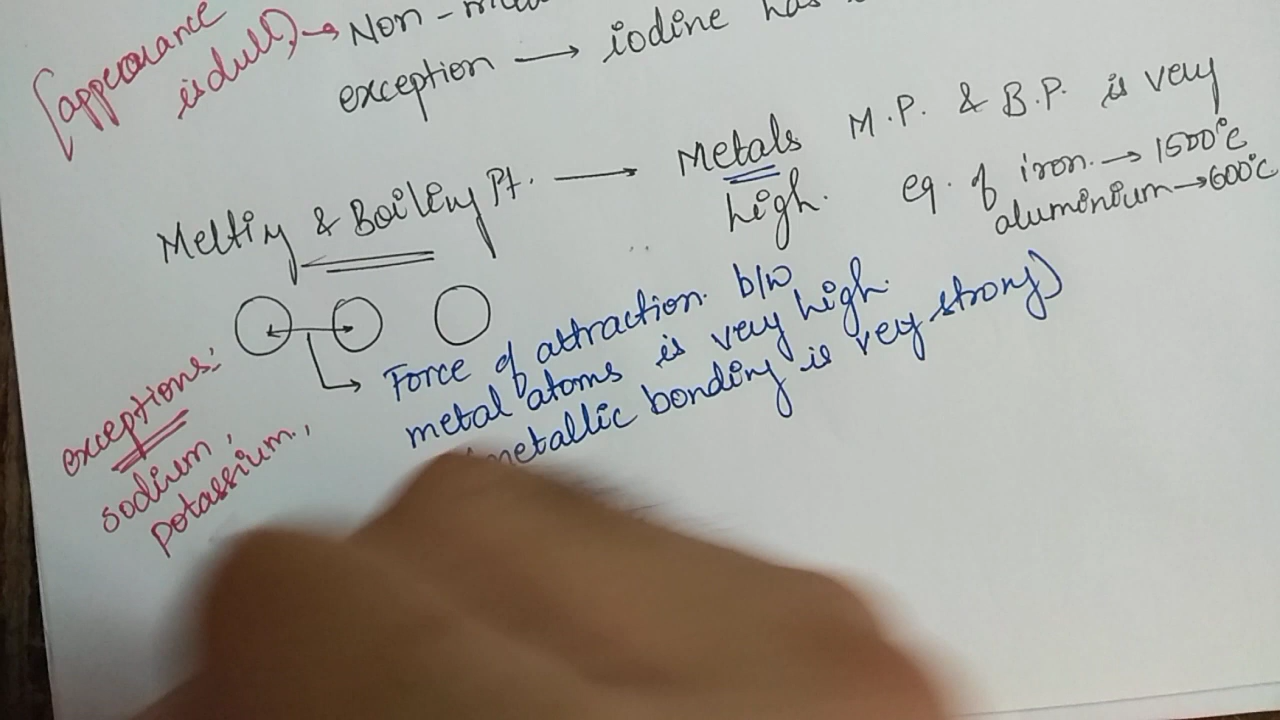 [appearance
is dull) → Non-
exception → iodine has
Melting & Boiling Pt. → Metals M.P. & B.P. is very
high. eg. of iron. → 1500°C
aluminium → 600°C
Force of attraction. b/w
metal atoms is very high.
(metallic bonding is very strong)
exceptions:
sodium,
potassium.,